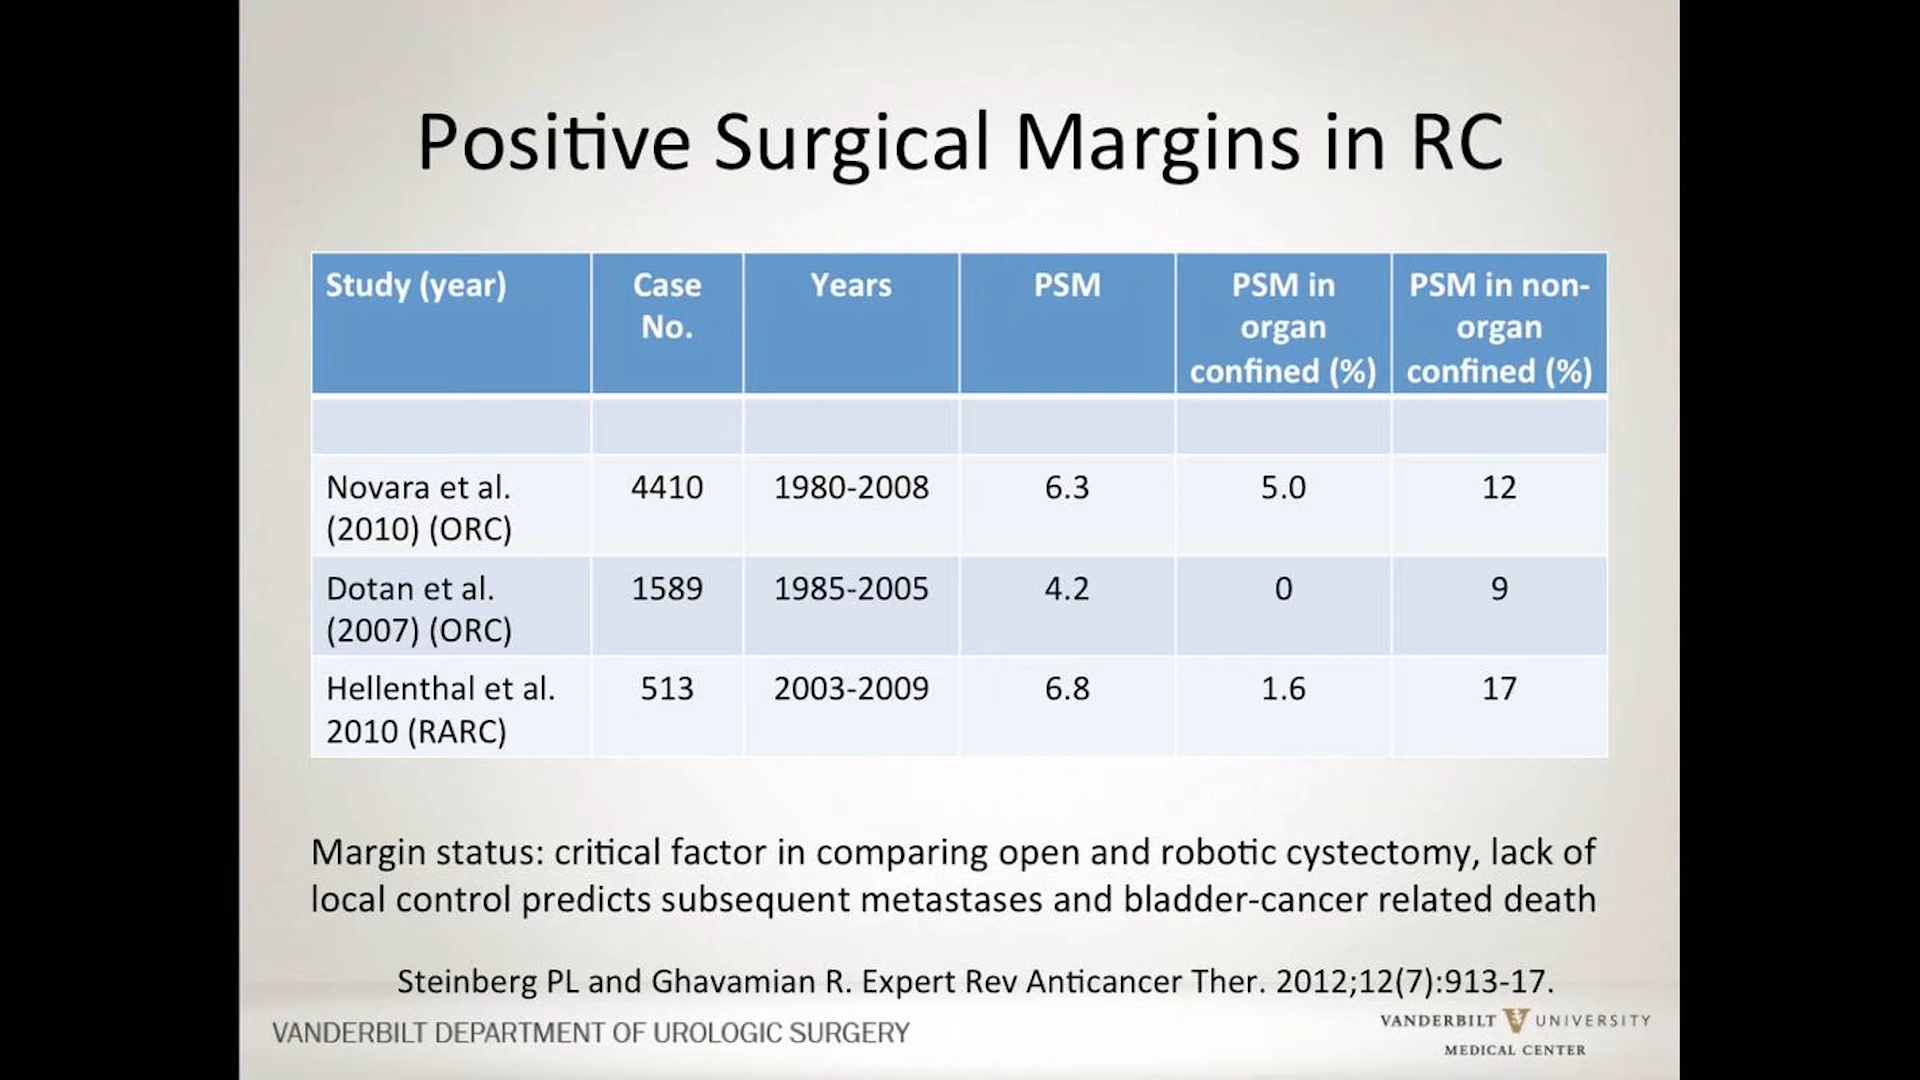 Positive Surgical Margins in RC
Study (year) Case No. Years PSM PSM in organ confined (%) PSM in non-organ confined (%)
Novara et al. (2010) (ORC) 4410 1980-2008 6.3 5.0 12
Dotan et al. (2007) (ORC) 1589 1985-2005 4.2 0 9
Hellenthal et al. 2010 (RARC) 513 2003-2009 6.8 1.6 17
Margin status: critical factor in comparing open and robotic cystectomy, lack of
local control predicts subsequent metastases and bladder-cancer related death
Steinberg PL and Ghavamian R. Expert Rev Anticancer Ther. 2012;12(7):913-17.
VANDERBILT DEPARTMENT OF UROLOGIC SURGERY
VANDERBILT UNIVERSITY
MEDICAL CENTER